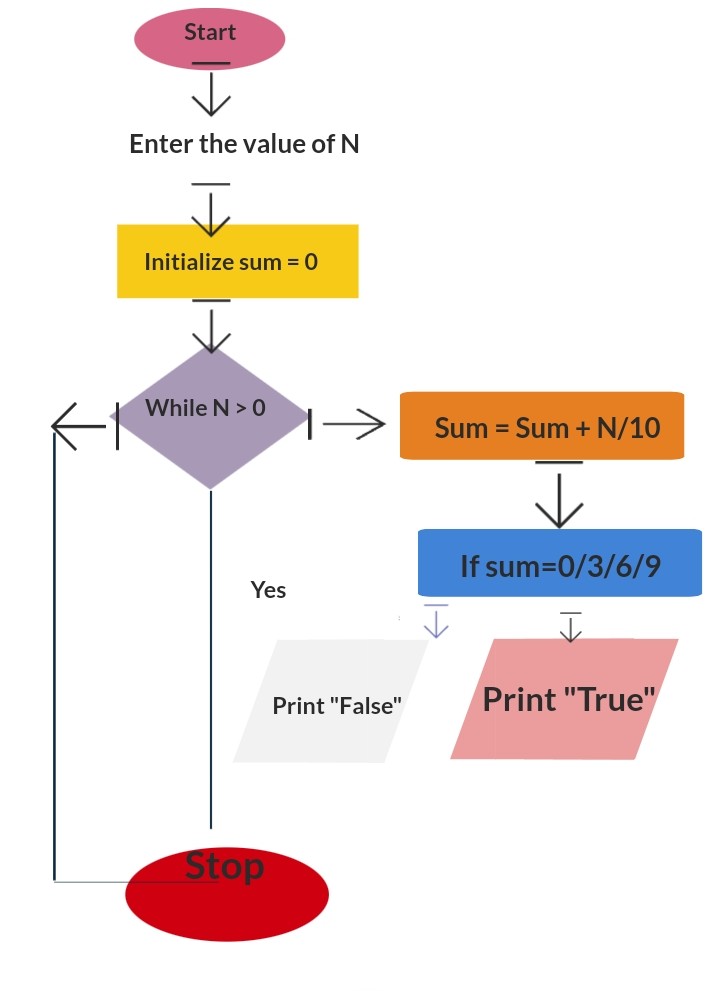 Start
Enter the value of N
Initialize sum = 0
While N > 0
Sum = Sum + N/10
If sum=0/3/6/9
Yes
Print "False"
Print "True"
Stop